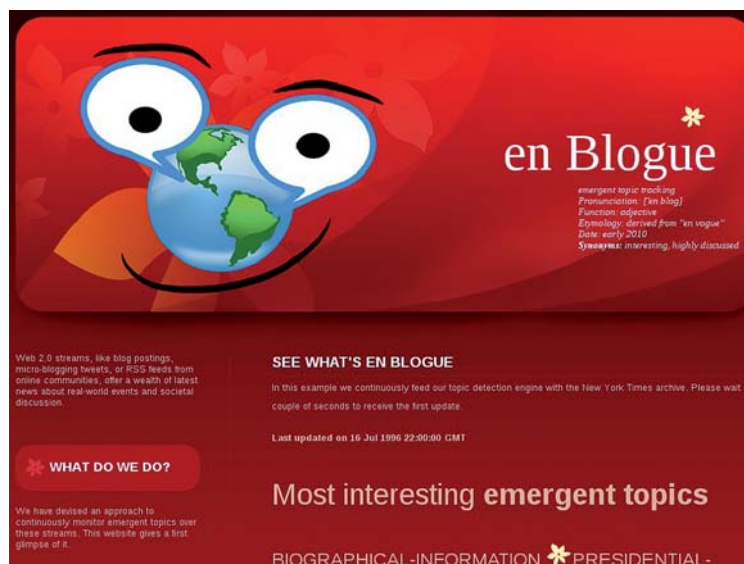 en Blogue
emergent topic tracking
Pronunciation: ['en blog]
Function: adjective
Etymology: derived from "en vogue"
Date: early 2010
Synonyms: interesting, highly discussed
Web 2.0 streams, like blog postings,
micro-blogging tweets, or RSS feeds from
online communities, offer a wealth of latest
news about real-world events and societal
discussion.
WHAT DO WE DO?
We have devised an approach to
continuously monitor emergent topics over
these streams. This website gives a first
glimpse of it.
SEE WHAT'S EN BLOGUE
In this example we continuously feed our topic detection engine with the New York Times archive. Please wait
couple of seconds to receive the first update.
Last updated on 16 Jul 1996 22:00:00 GMT
Most interesting emergent topics
BIOGRAPHICAL-INFORMATION PRESIDENTIAL-